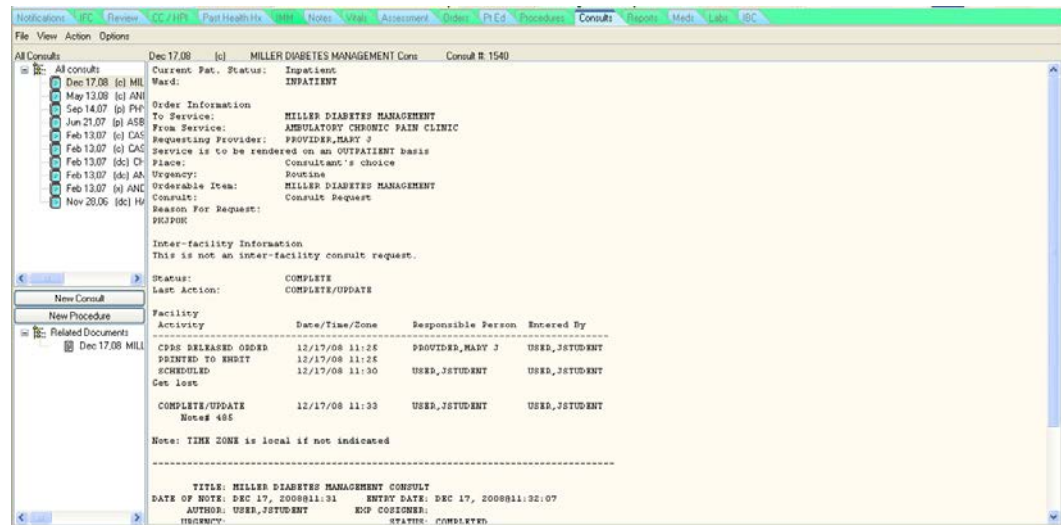 Notifications IFC Review CC / HPI Past Health Hx IMM Notes Vitals Assessment Orders Pt Ed Procedures Consults Reports Meds Labs IBC
File View Action Options
All Consults
Dec 17,08 (c) MILLER DIABETES MANAGEMENT Cons Consult #: 1540
All consults
Dec 17,08 (c) MIL
May 13,08 (c) ANI
Sep 14,07 (p) PHY
Jun 21,07 (p) ASB
Feb 13,07 (c) CAS
Feb 13,07 (c) CAS
Feb 13,07 (dc) CH
Feb 13,07 (dc) AN
Feb 13,07 (x) AND
Nov 28,06 (dc) HA
New Consult
New Procedure
Related Documents
Dec 17,08 MILL
Current Pat. Status: Inpatient
Ward: INPATIENT
Order Information
To Service: MILLER DIABETES MANAGEMENT
From Service: AMBULATORY CHRONIC PAIN CLINIC
Requesting Provider: PROVIDER,MARY J
Service is to be rendered on an OUTPATIENT basis
Place: Consultant's choice
Urgency: Routine
Orderable Item: MILLER DIABETES MANAGEMENT
Consult: Consult Request
Reason For Request:
PKJPOK
Inter-facility Information
This is not an inter-facility consult request.
Status: COMPLETE
Last Action: COMPLETE/UPDATE
Facility
Activity Date/Time/Zone Responsible Person Entered By
CPRS RELEASED ORDER 12/17/08 11:26 PROVIDER,MARY J USER,JSTUDENT
PRINTED TO EHRIT 12/17/08 11:26
SCHEDULED 12/17/08 11:30 USER,JSTUDENT USER,JSTUDENT
Get lost
COMPLETE/UPDATE 12/17/08 11:33 USER,JSTUDENT USER,JSTUDENT
Note# 486
Note: TIME ZONE is local if not indicated
TITLE: MILLER DIABETES MANAGEMENT CONSULT
DATE OF NOTE: DEC 17, 2008@11:31 ENTRY DATE: DEC 17, 2008@11:32:07
AUTHOR: USER,JSTUDENT EXP COSIGNER:
URGENCY: STATUS: COMPLETED